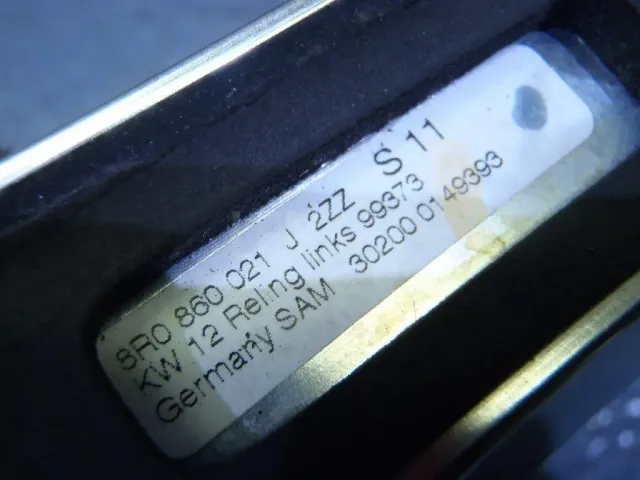 8R0 860 021 J 2ZZ S 11
KW 12 Reling links 99373
Germany SAM 30200 0149393